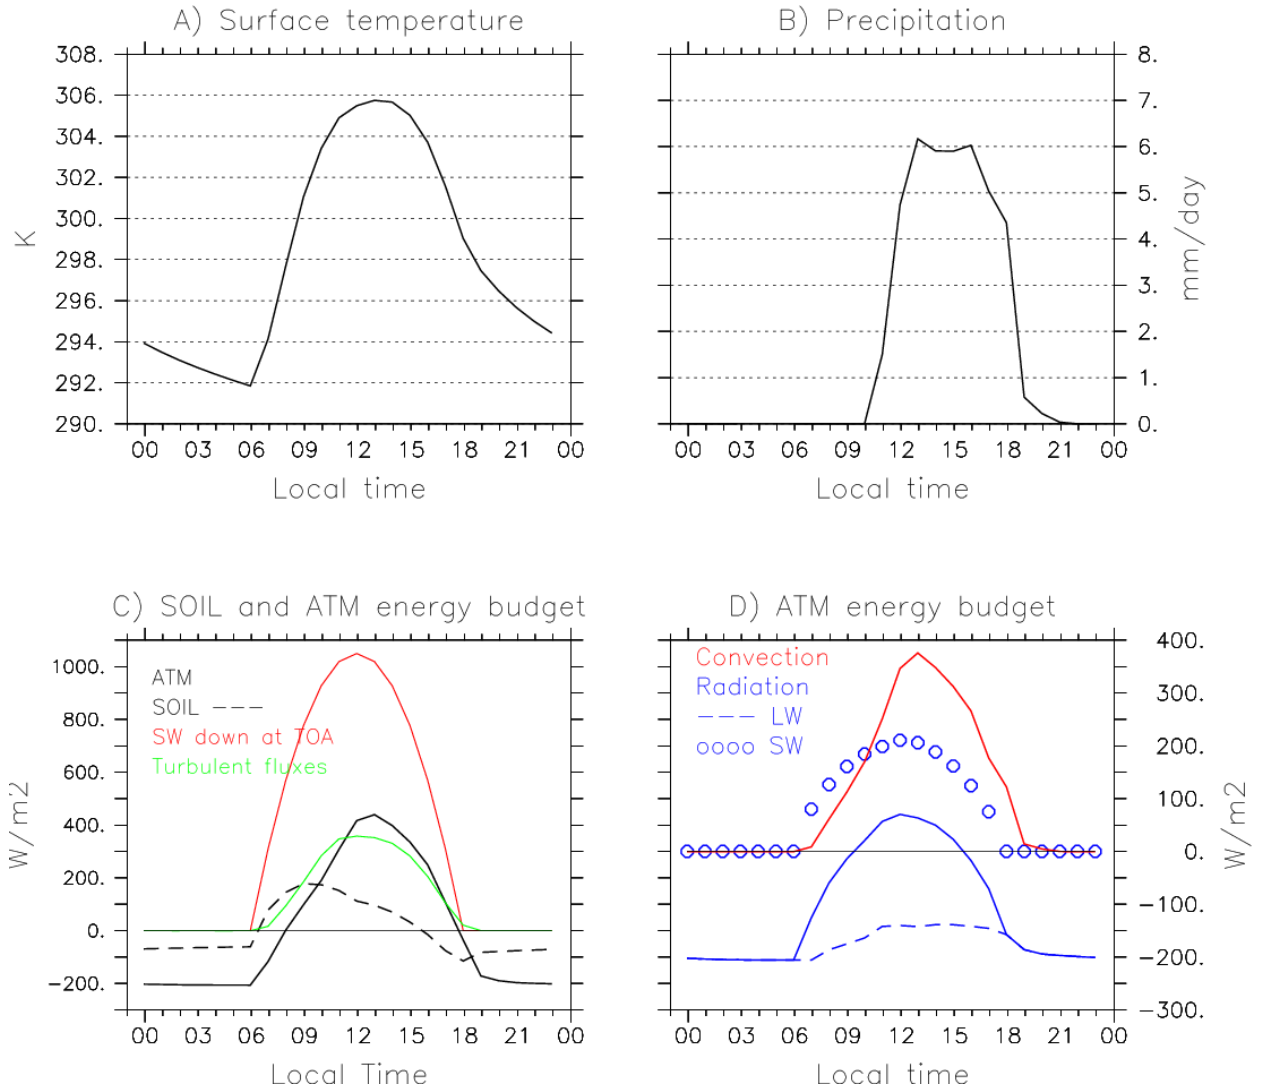 A) Surface temperature
308.
306.
304.
302.
300.
298.
296.
294.
292.
290.
K
00 03 06 09 12 15 18 21 00
Local time
B) Precipitation
8.
7.
6.
5.
4.
3.
2.
1.
0.
mm/day
00 03 06 09 12 15 18 21 00
Local time
C) SOIL and ATM energy budget
1000.
800.
600.
400.
200.
0.
−200.
W/m2
ATM
SOIL −−−
SW down at TOA
Turbulent fluxes
00 03 06 09 12 15 18 21 00
Local Time
D) ATM energy budget
400.
300.
200.
100.
0.
−100.
−200.
−300.
W/m2
Convection
Radiation
−−− LW
oooo SW
00 03 06 09 12 15 18 21 00
Local time